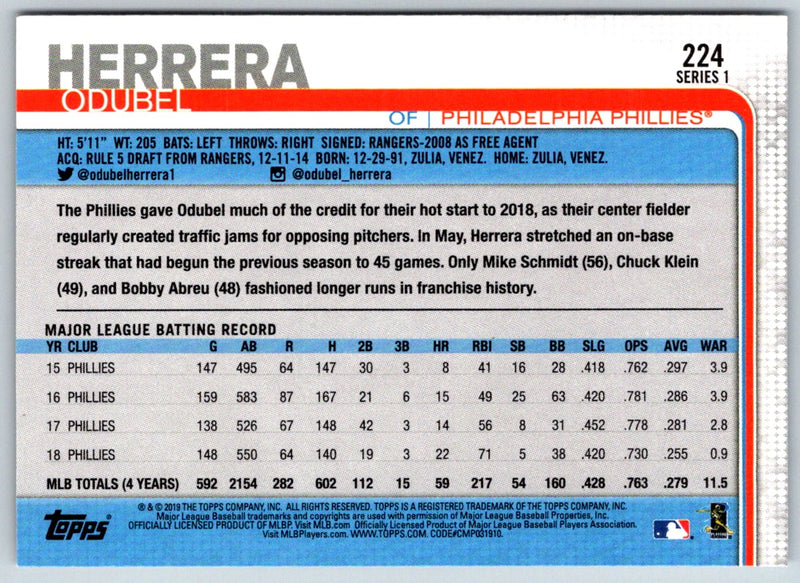 HERRERA
ODUBEL
224
SERIES 1
OF | PHILADELPHIA PHILLIES®
HT: 5'11" WT: 205 BATS: LEFT THROWS: RIGHT SIGNED: RANGERS-2008 AS FREE AGENT
ACQ: RULE 5 DRAFT FROM RANGERS, 12-11-14 BORN: 12-29-91, ZULIA, VENEZ. HOME: ZULIA, VENEZ.
@odubelherrera1 @odubel_herrera
The Phillies gave Odubel much of the credit for their hot start to 2018, as their center fielder
regularly created traffic jams for opposing pitchers. In May, Herrera stretched an on-base
streak that had begun the previous season to 45 games. Only Mike Schmidt (56), Chuck Klein
(49), and Bobby Abreu (48) fashioned longer runs in franchise history.
MAJOR LEAGUE BATTING RECORD
YR CLUB G AB R H 2B 3B HR RBI SB BB SLG OPS AVG WAR
15 PHILLIES 147 495 64 147 30 3 8 41 16 28 .418 .762 .297 3.9
16 PHILLIES 159 583 87 167 21 6 15 49 25 63 .420 .781 .286 3.9
17 PHILLIES 138 526 67 148 42 3 14 56 8 31 .452 .778 .281 2.8
18 PHILLIES 148 550 64 140 19 3 22 71 5 38 .420 .730 .255 0.9
MLB TOTALS (4 YEARS) 592 2154 282 602 112 15 59 217 54 160 .428 .763 .279 11.5
Topps
® & © 2019 THE TOPPS COMPANY, INC. ALL RIGHTS RESERVED. TOPPS IS A REGISTERED TRADEMARK OF THE TOPPS COMPANY, INC.
Major League Baseball trademarks and copyrights are used with permission of Major League Baseball Properties, Inc.
OFFICIALLY LICENSED PRODUCT OF MLBP. Visit MLB.com Officially Licensed Product of Major League Baseball Players Association.
Visit MLBPlayers.com. WWW.TOPPS.COM. CODE#CMP031910.